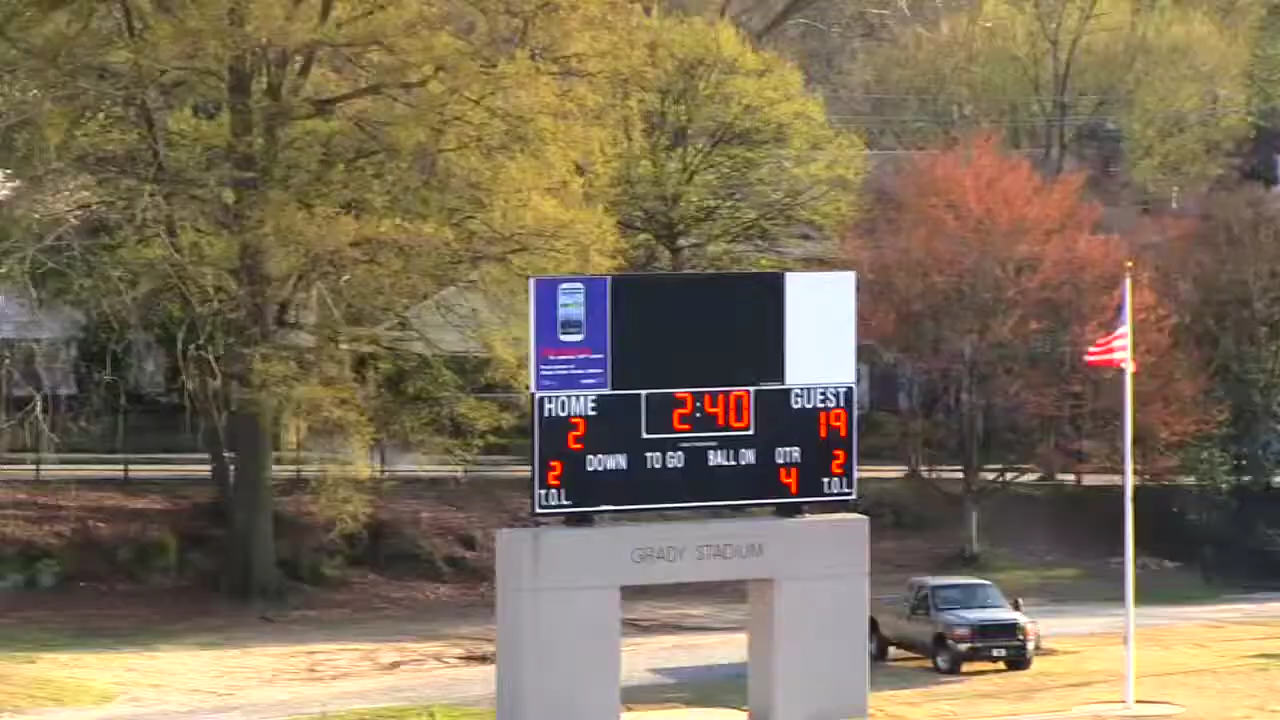 HOME 2:40 GUEST
2 19
DOWN TO GO BALL ON QTR
2 4 2
T.O.L. T.O.L.
GRADY STADIUM